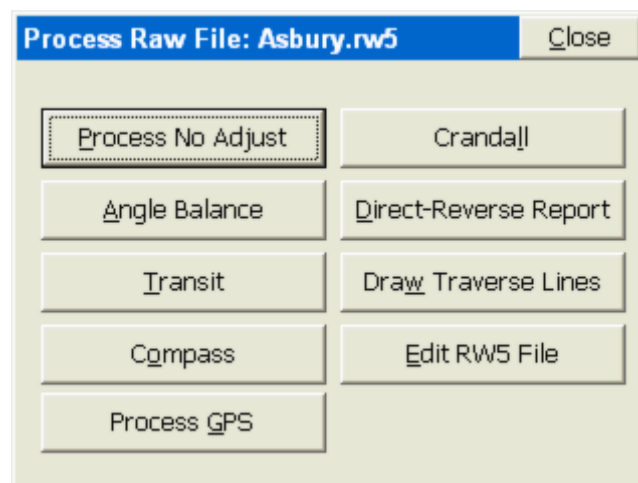 Process Raw File: Asbury.rw5 Close
Process No Adjust Crandall
Angle Balance Direct-Reverse Report
Transit Draw Traverse Lines
Compass Edit RW5 File
Process GPS